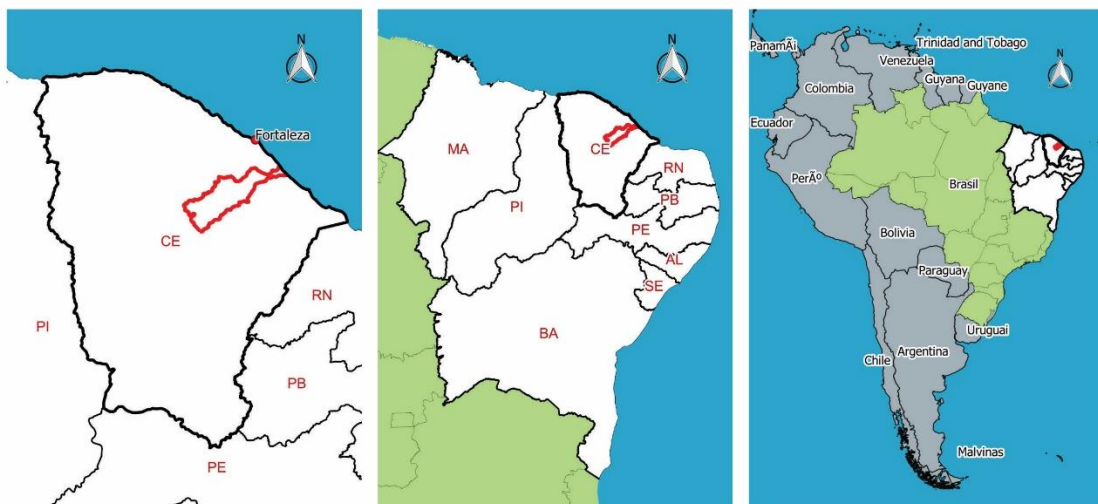 N
Fortaleza
CE
RN
PI
PB
PE
N
MA
CE
RN
PI
PB
PE
AL
SE
BA
N
PanamÃi
Trinidad and Tobago
Venezuela
Guyana
Guyane
Colombia
Ecuador
PerÃº
Brasil
Bolivia
Paraguay
Uruguai
Chile
Argentina
Malvinas